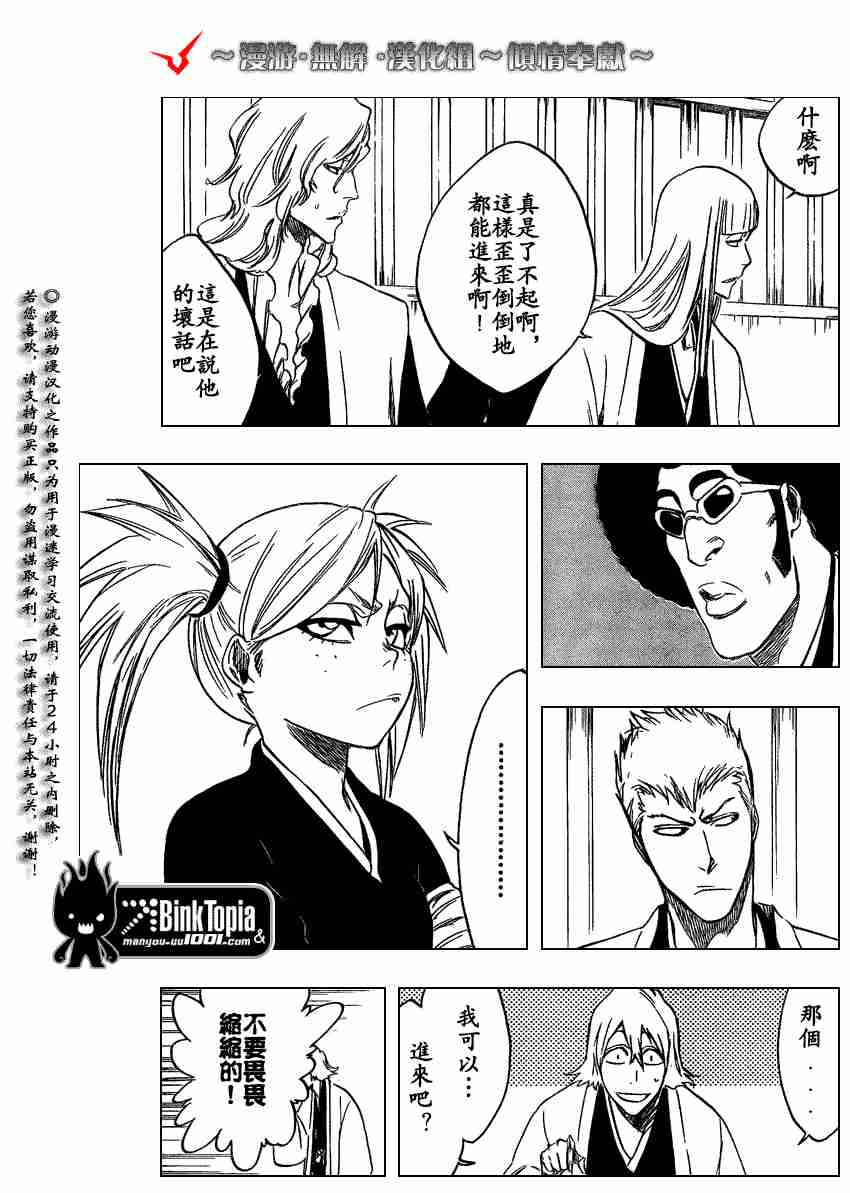 ～漫游·無解·漢化組～傾情奉獻～
什麼啊
真是了不起啊,
這樣歪歪倒倒地
都能進來啊！
這是在説他
的壞話吧
…………
那個...
我可以…
進來吧？
不要畏畏
縮縮的！
◎漫游动漫汉化之作品只为用于漫迷学习交流使用，请于24小时之内删除，
若您喜欢，请支持购买正版，勿盗用谋取私利，一切法律责任与本站无关，谢谢！
BinkTopia
manyou-uu1001.com &